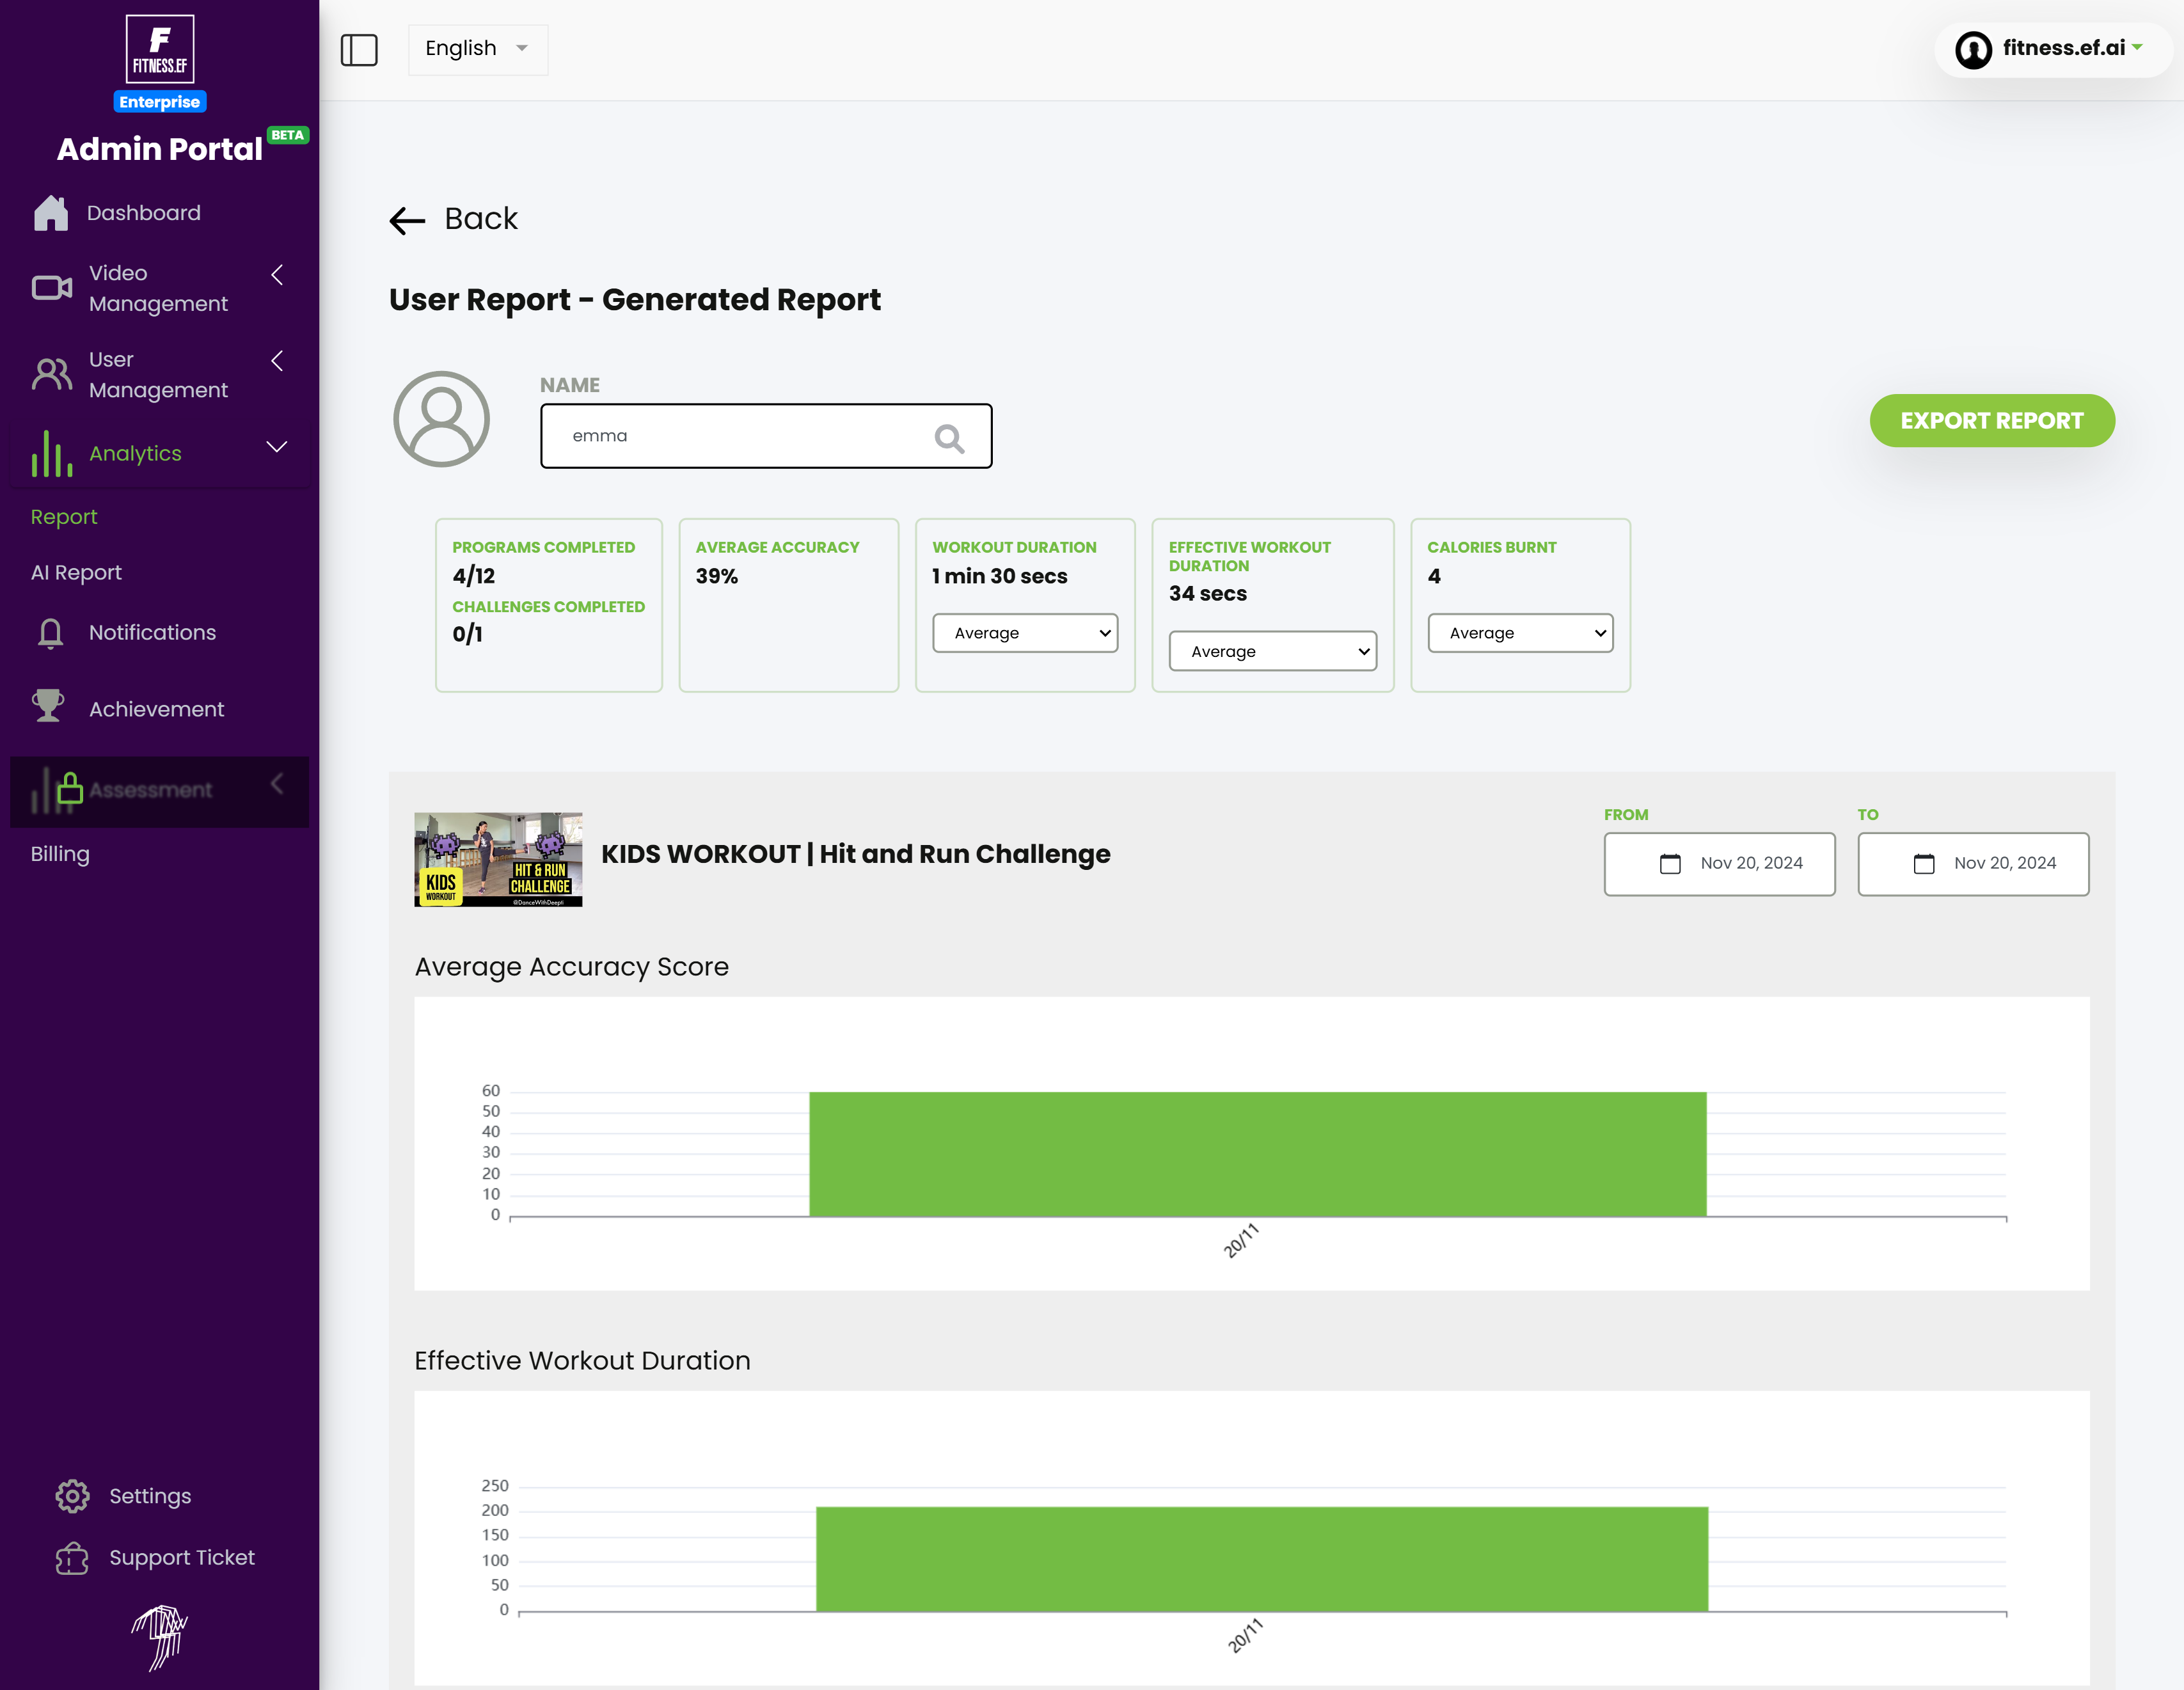 FITNESS.EF
Enterprise
Admin Portal BETA
Dashboard
Video
Management
User
Management
Analytics
Report
AI Report
Notifications
Achievement
Assessment
Billing
Settings
Support Ticket
English
fitness.ef.ai
Back
User Report - Generated Report
NAME
emma
EXPORT REPORT
PROGRAMS COMPLETED
4/12
CHALLENGES COMPLETED
0/1
AVERAGE ACCURACY
39%
WORKOUT DURATION
1 min 30 secs
Average
EFFECTIVE WORKOUT
DURATION
34 secs
Average
CALORIES BURNT
4
Average
KIDS
WORKOUT
HIT & RUN
CHALLENGE
@DanceWithDeepti
KIDS WORKOUT | Hit and Run Challenge
FROM
Nov 20, 2024
TO
Nov 20, 2024
Average Accuracy Score
60
50
40
30
20
10
0
20/11
Effective Workout Duration
250
200
150
100
50
0
20/11